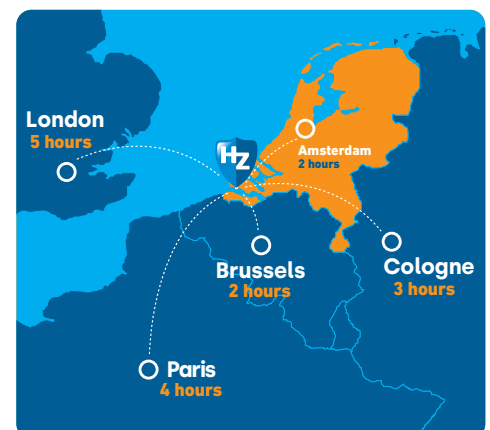 London
5 hours
HZ
Amsterdam
2 hours
Brussels
2 hours
Cologne
3 hours
Paris
4 hours